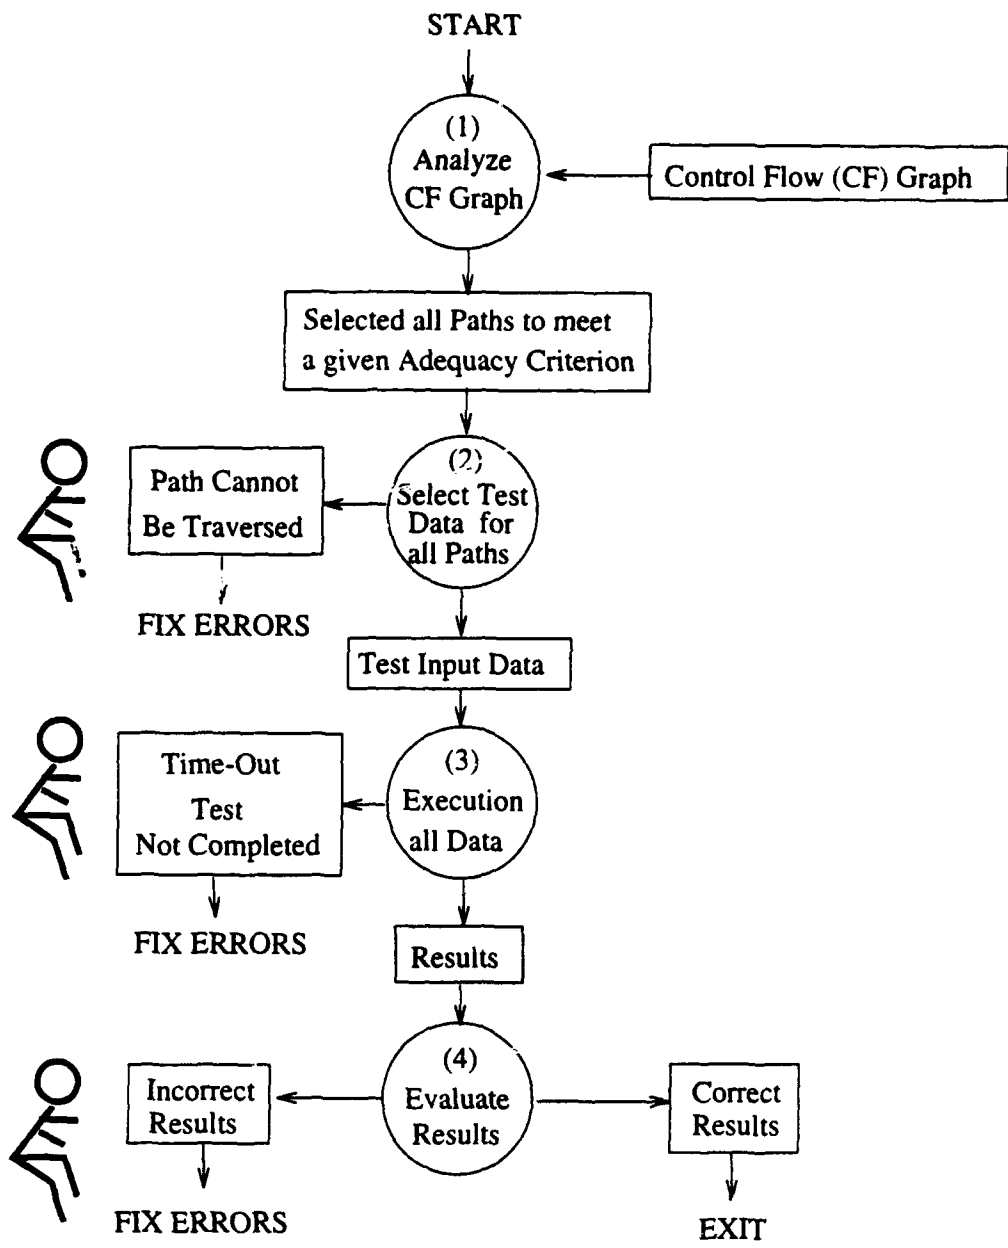 START
(1)
Analyze
CF Graph
Control Flow (CF) Graph
Selected all Paths to meet
a given Adequacy Criterion
(2)
Select Test
Data for
all Paths
Path Cannot
Be Traversed
FIX ERRORS
Test Input Data
(3)
Execution
all Data
Time-Out
Test
Not Completed
FIX ERRORS
Results
(4)
Evaluate
Results
Incorrect
Results
Correct
Results
FIX ERRORS
EXIT